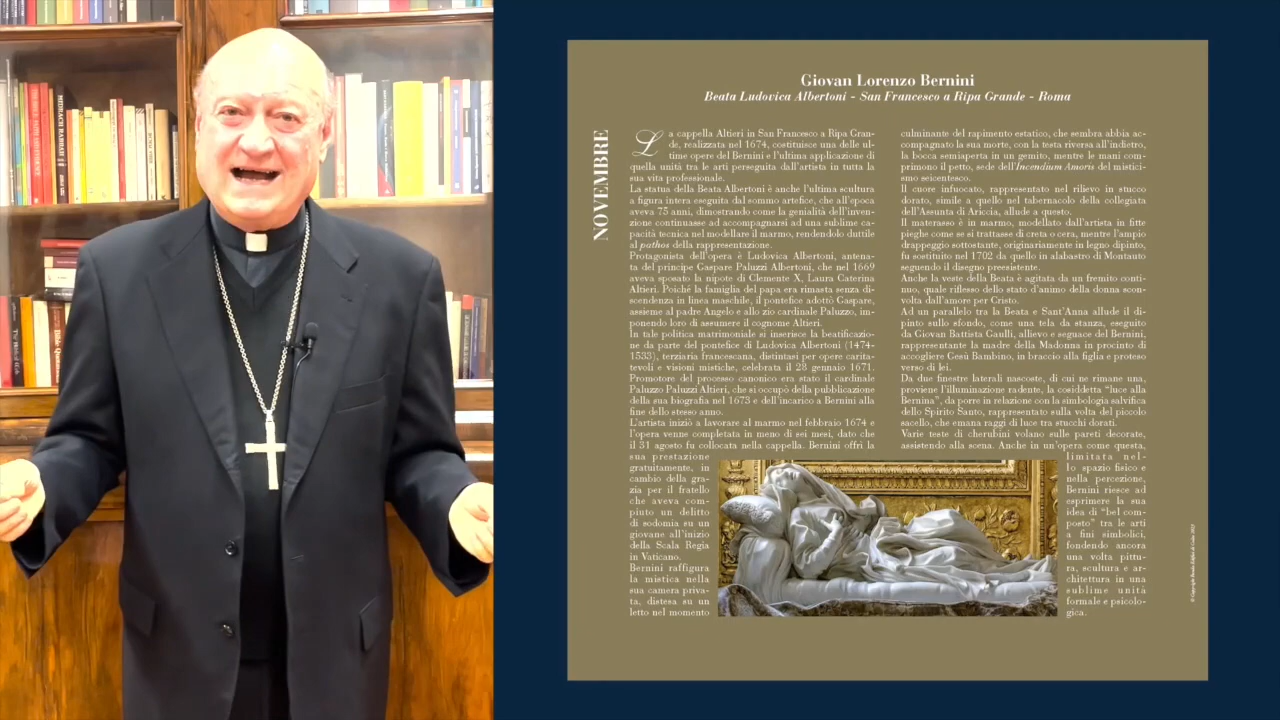 Giovan Lorenzo Bernini
Beata Ludovica Albertoni - San Francesco a Ripa Grande - Roma
NOVEMBRE
La cappella Altieri in San Francesco a Ripa Gran-
de, realizzata nel 1674, costituisce una delle ul-
time opere del Bernini e l'ultima applicazione di
quella unità tra le arti perseguita dall'artista in tutta la
sua vita professionale.
La statua della Beata Albertoni è anche l'ultima scultura
a figura intera eseguita dal sommo artefice, che all'epoca
aveva 75 anni, dimostrando come la genialità dell'inven-
zione continuasse ad accompagnarsi ad una sublime ca-
pacità tecnica nel modellare il marmo, rendendolo duttile
al pathos della rappresentazione.
Protagonista dell'opera è Ludovica Albertoni, antena-
ta del principe Gaspare Paluzzi Albertoni, che nel 1669
aveva sposato la nipote di Clemente X, Laura Caterina
Altieri. Poiché la famiglia del papa era rimasta senza di-
scendenza in linea maschile, il pontefice adottò Gaspare,
assieme al padre Angelo e allo zio cardinale Paluzzo, im-
ponendo loro di assumere il cognome Altieri.
In tale politica matrimoniale si inserisce la beatificazio-
ne da parte del pontefice di Ludovica Albertoni (1474-
1533), terziaria francescana, distintasi per opere carita-
tevoli e visioni mistiche, celebrata il 28 gennaio 1671.
Promotore del processo canonico era stato il cardinale
Paluzzo Paluzzi Altieri, che si occupò della pubblicazione
della sua biografia nel 1673 e dell'incarico a Bernini alla
fine dello stesso anno.
L'artista iniziò a lavorare al marmo nel febbraio 1674 e
l'opera venne completata in meno di sei mesi, dato che
il 31 agosto fu collocata nella cappella. Bernini offrì la
sua prestazione
gratuitamente, in
cambio della gra-
zia per il fratello
che aveva com-
piuto un delitto
di sodomia su un
giovane all'inizio
della Scala Regia
in Vaticano.
Bernini raffigura
la mistica nella
sua camera priva-
ta, distesa su un
letto nel momento
culminante del rapimento estatico, che sembra abbia ac-
compagnato la sua morte, con la testa riversa all'indietro,
la bocca semiaperta in un gemito, mentre le mani com-
primono il petto, sede dell'Incendium Amoris del mistici-
smo seicentesco.
Il cuore infuocato, rappresentato nel rilievo in stucco
dorato, simile a quello nel tabernacolo della collegiata
dell'Assunta di Ariccia, allude a questo.
Il materasso è in marmo, modellato dall'artista in fitte
pieghe come se si trattasse di creta o cera, mentre l'ampio
drappeggio sottostante, originariamente in legno dipinto,
fu sostituito nel 1702 da quello in alabastro di Montauto
seguendo il disegno preesistente.
Anche la veste della Beata è agitata da un fremito conti-
nuo, quale riflesso dello stato d'animo della donna scon-
volta dall'amore per Cristo.
Ad un parallelo tra la Beata e Sant'Anna allude il di-
pinto sullo sfondo, come una tela da stanza, eseguito
da Giovan Battista Gaulli, allievo e seguace del Bernini,
rappresentante la madre della Madonna in procinto di
accogliere Gesù Bambino, in braccio alla figlia e proteso
verso di lei.
Da due finestre laterali nascoste, di cui ne rimane una,
proviene l'illuminazione radente, la cosiddetta "luce alla
Bernina", da porre in relazione con la simbologia salvifica
dello Spirito Santo, rappresentato sulla volta del piccolo
sacello, che emana raggi di luce tra stucchi dorati.
Varie teste di cherubini volano sulle pareti decorate,
assistendo alla scena. Anche in un'opera come questa,
limitata nel-
lo spazio fisico e
nella percezione,
Bernini riesce ad
esprimere la sua
idea di "bel com-
posto" tra le arti
a fini simbolici,
fondendo ancora
una volta pittu-
ra, scultura e ar-
chitettura in una
sublime unità
formale e psicolo-
gica.